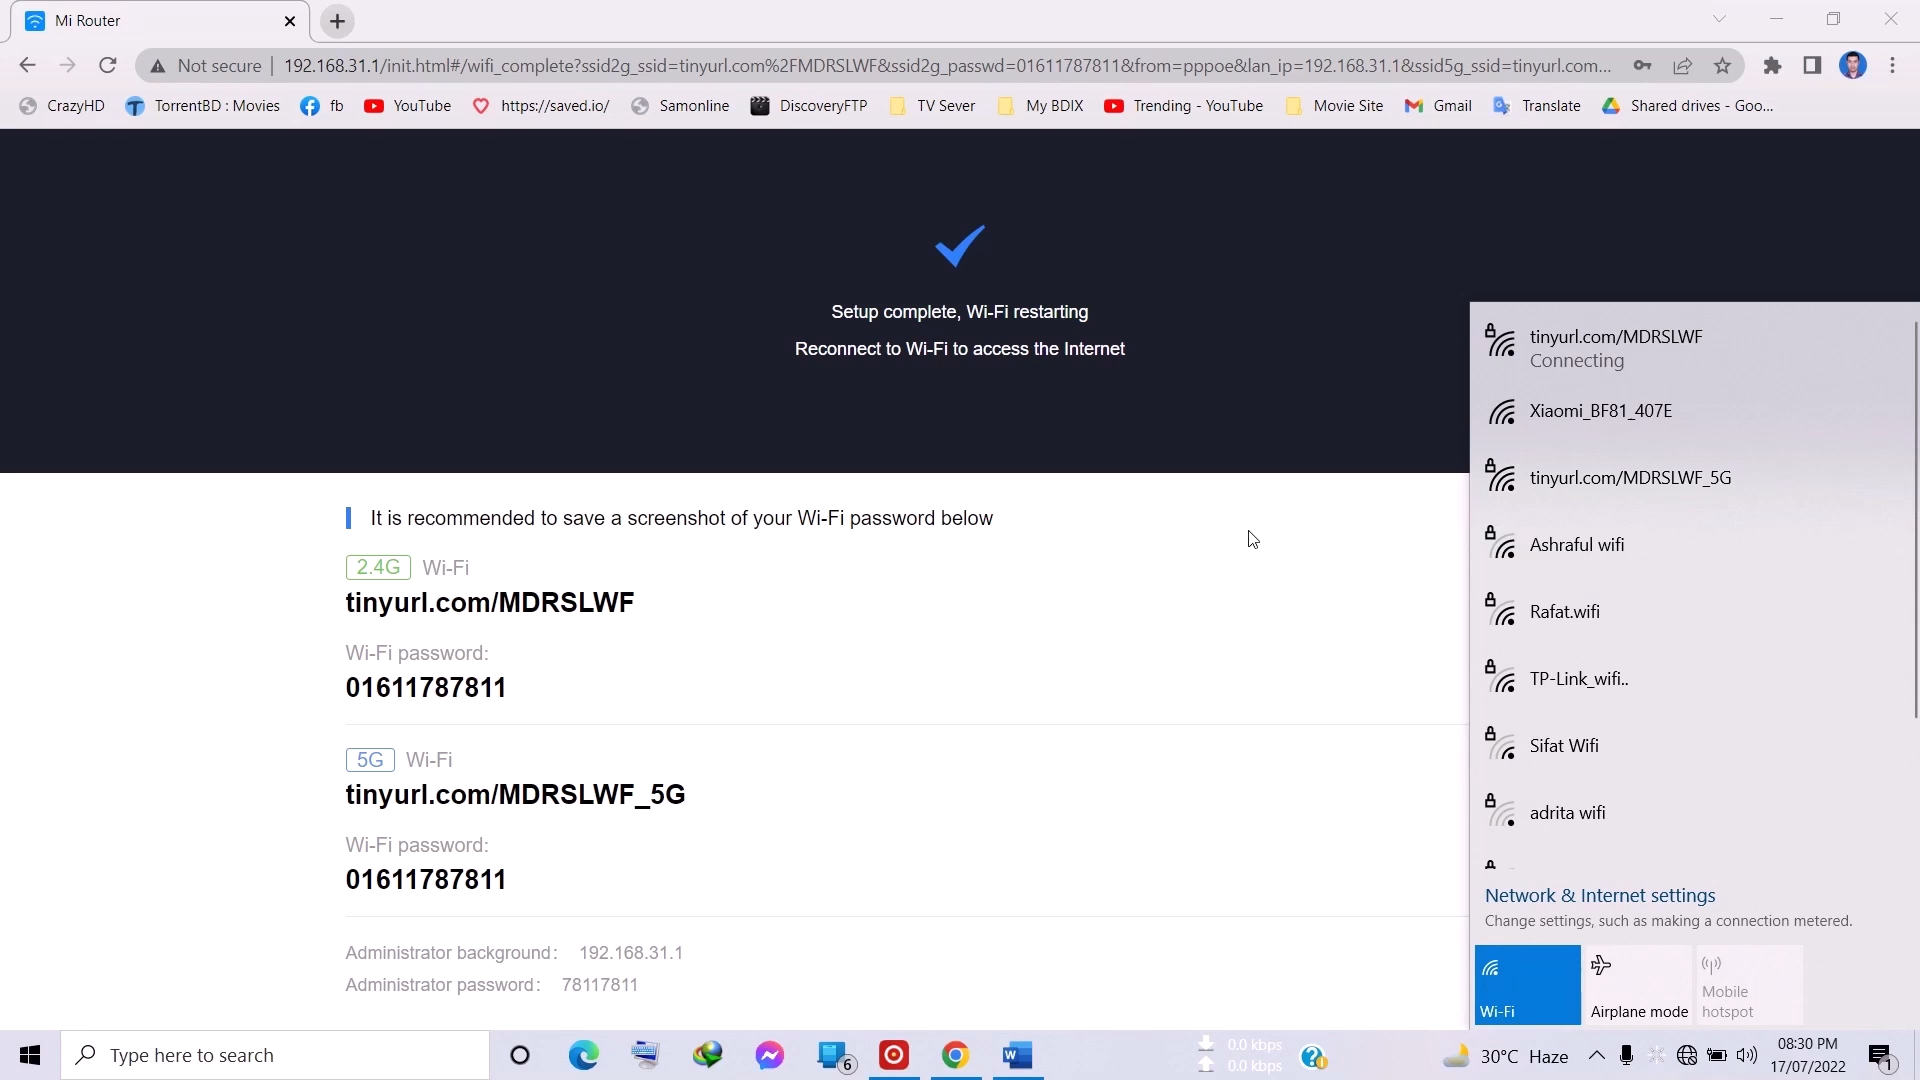 Mi Router
Not secure
192.168.31.1/init.html#/wifi_complete?ssid2g_ssid=tinyurl.com%2FMDRSLWF&ssid2g_passwd=01611787811&from=pppoe&lan_ip=192.168.31.1&ssid5g_ssid=tinyurl.com...
CrazyHD
TorrentBD : Movies
fb
YouTube
https://saved.io/
Samonline
DiscoveryFTP
TV Sever
My BDIX
Trending - YouTube
Movie Site
Gmail
Translate
Shared drives - Goo...
Setup complete, Wi-Fi restarting
Reconnect to Wi-Fi to access the Internet
It is recommended to save a screenshot of your Wi-Fi password below
2.4G Wi-Fi
tinyurl.com/MDRSLWF
Wi-Fi password:
01611787811
5G Wi-Fi
tinyurl.com/MDRSLWF_5G
Wi-Fi password:
01611787811
Administrator background: 192.168.31.1
Administrator password: 78117811
tinyurl.com/MDRSLWF
Connecting
Xiaomi_BF81_407E
tinyurl.com/MDRSLWF_5G
Ashraful wifi
Rafat.wifi
TP-Link_wifi..
Sifat Wifi
adrita wifi
Network & Internet settings
Change settings, such as making a connection metered.
Wi-Fi
Airplane mode
Mobile
hotspot
Type here to search
6
W
0.0 kbps
0.0 kbps
30°C Haze
08:30 PM
17/07/2022
1